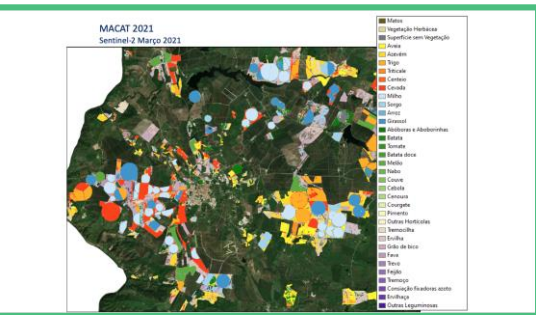 MACAT 2021
Sentinel-2 Março 2021
Matos
Vegetação Herbácea
Superfície sem Vegetação
Aveia
Azevém
Trigo
Triticale
Centeio
Cevada
Milho
Sorgo
Arroz
Girassol
Abóboras e Aboborinhas
Batata
Tomate
Batata doce
Melão
Nabo
Couve
Cebola
Cenoura
Courgete
Pimento
Outras Hortícolas
Tremocilha
Ervilha
Grão de bico
Fava
Trevo
Feijão
Tremoço
Consiação fixadoras azoto
Ervilhaça
Outras Leguminosas